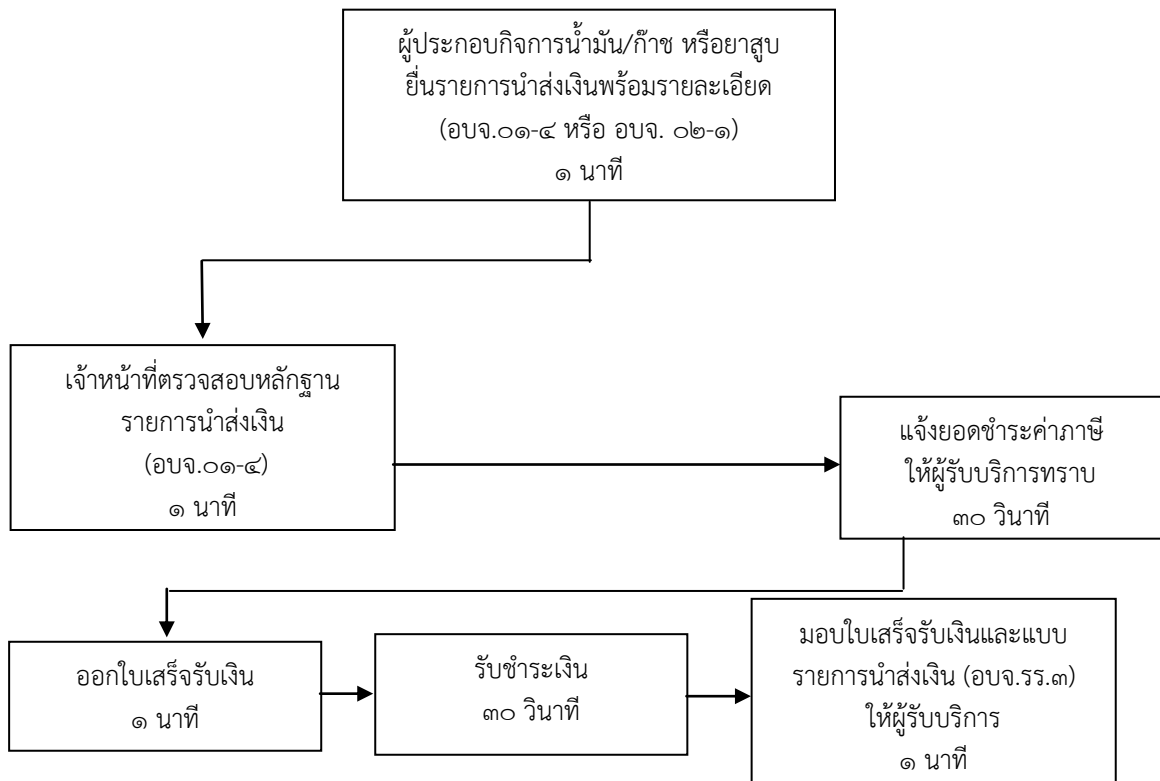 ผู้ประกอบกิจการน้ำมัน/ก๊าซ หรือยาสูบ
ยื่นรายการนำส่งเงินพร้อมรายละเอียด
(อบจ.๐๑-๔ หรือ อบจ. ๐๒-๑)
๑ นาที
เจ้าหน้าที่ตรวจสอบหลักฐาน
รายการนำส่งเงิน
(อบจ.๐๑-๔)
๑ นาที
แจ้งยอดชำระค่าภาษี
ให้ผู้รับบริการทราบ
๓๐ วินาที
ออกใบเสร็จรับเงิน
๑ นาที
รับชำระเงิน
๓๐ วินาที
มอบใบเสร็จรับเงินและแบบ
รายการนำส่งเงิน (อบจ.รร.๓)
ให้ผู้รับบริการ
๑ นาที